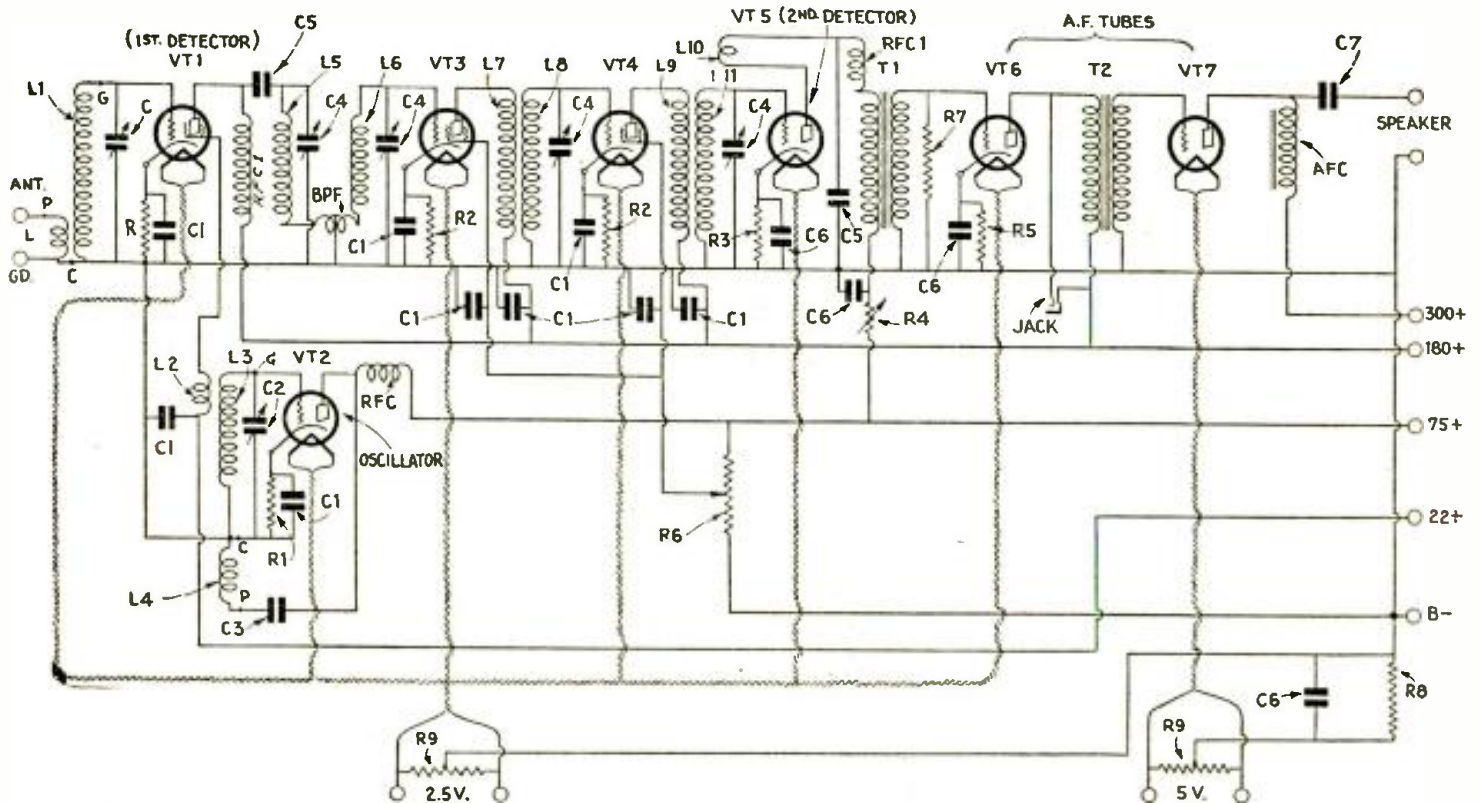 (1ST. DETECTOR)
VT1
C5
L1
G
C
L5
C4
L6
C4
VT3
L7
L8
VT4
C4
L9
L10
VT5 (2ND. DETECTOR)
L11
C4
RFC1
T1
R7
A.F. TUBES
VT6
T2
VT7
C7
SPEAKER
AFC
ANT.
P
L
GD.
C
R
C1
RFC1
BPF
C1
R2
C1
R2
R3
C6
C5
C6
R5
C1
C1
C1
C6
R4
JACK
300+
180+
L2
L3
G
C2
VT2
RFC
OSCILLATOR
C1
75+
C1
R1
C
R6
22+
L4
P
C3
B-
R9
2.5V.
C6
R8
R9
5V.